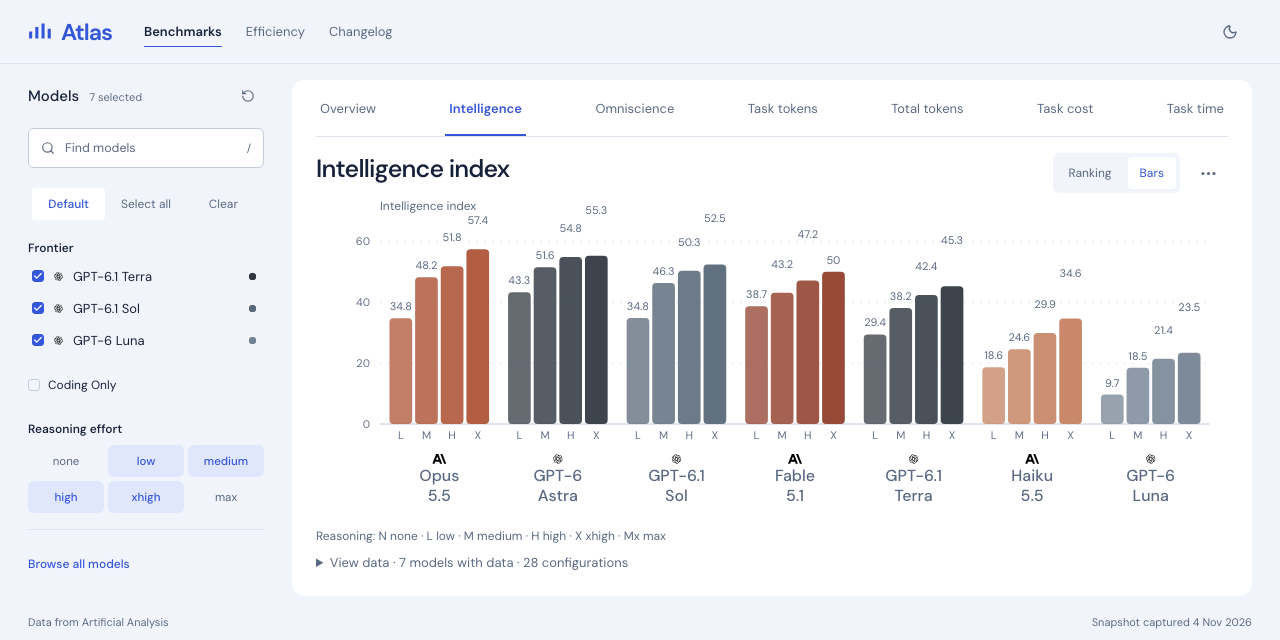 Atlas
Benchmarks
Efficiency
Changelog
Models 7 selected
Find models /
Default
Select all
Clear
Frontier
GPT-6.1 Terra
GPT-6.1 Sol
GPT-6 Luna
Coding Only
Reasoning effort
none
low
medium
high
xhigh
max
Browse all models
Overview
Intelligence
Omniscience
Task tokens
Total tokens
Task cost
Task time
Intelligence index
Ranking
Bars
Intelligence index
60
40
20
0
34.8 48.2 51.8 57.4
43.3 51.6 54.8 55.3
34.8 46.3 50.3 52.5
38.7 43.2 47.2 50
29.4 38.2 42.4 45.3
18.6 24.6 29.9 34.6
9.7 18.5 21.4 23.5
L M H X L M H X L M H X L M H X L M H X L M H X L M H X
Opus
5.5
GPT-6
Astra
GPT-6.1
Sol
Fable
5.1
GPT-6.1
Terra
Haiku
5.5
GPT-6
Luna
Reasoning: N none · L low · M medium · H high · X xhigh · Mx max
View data · 7 models with data · 28 configurations
Data from Artificial Analysis
Snapshot captured 4 Nov 2026